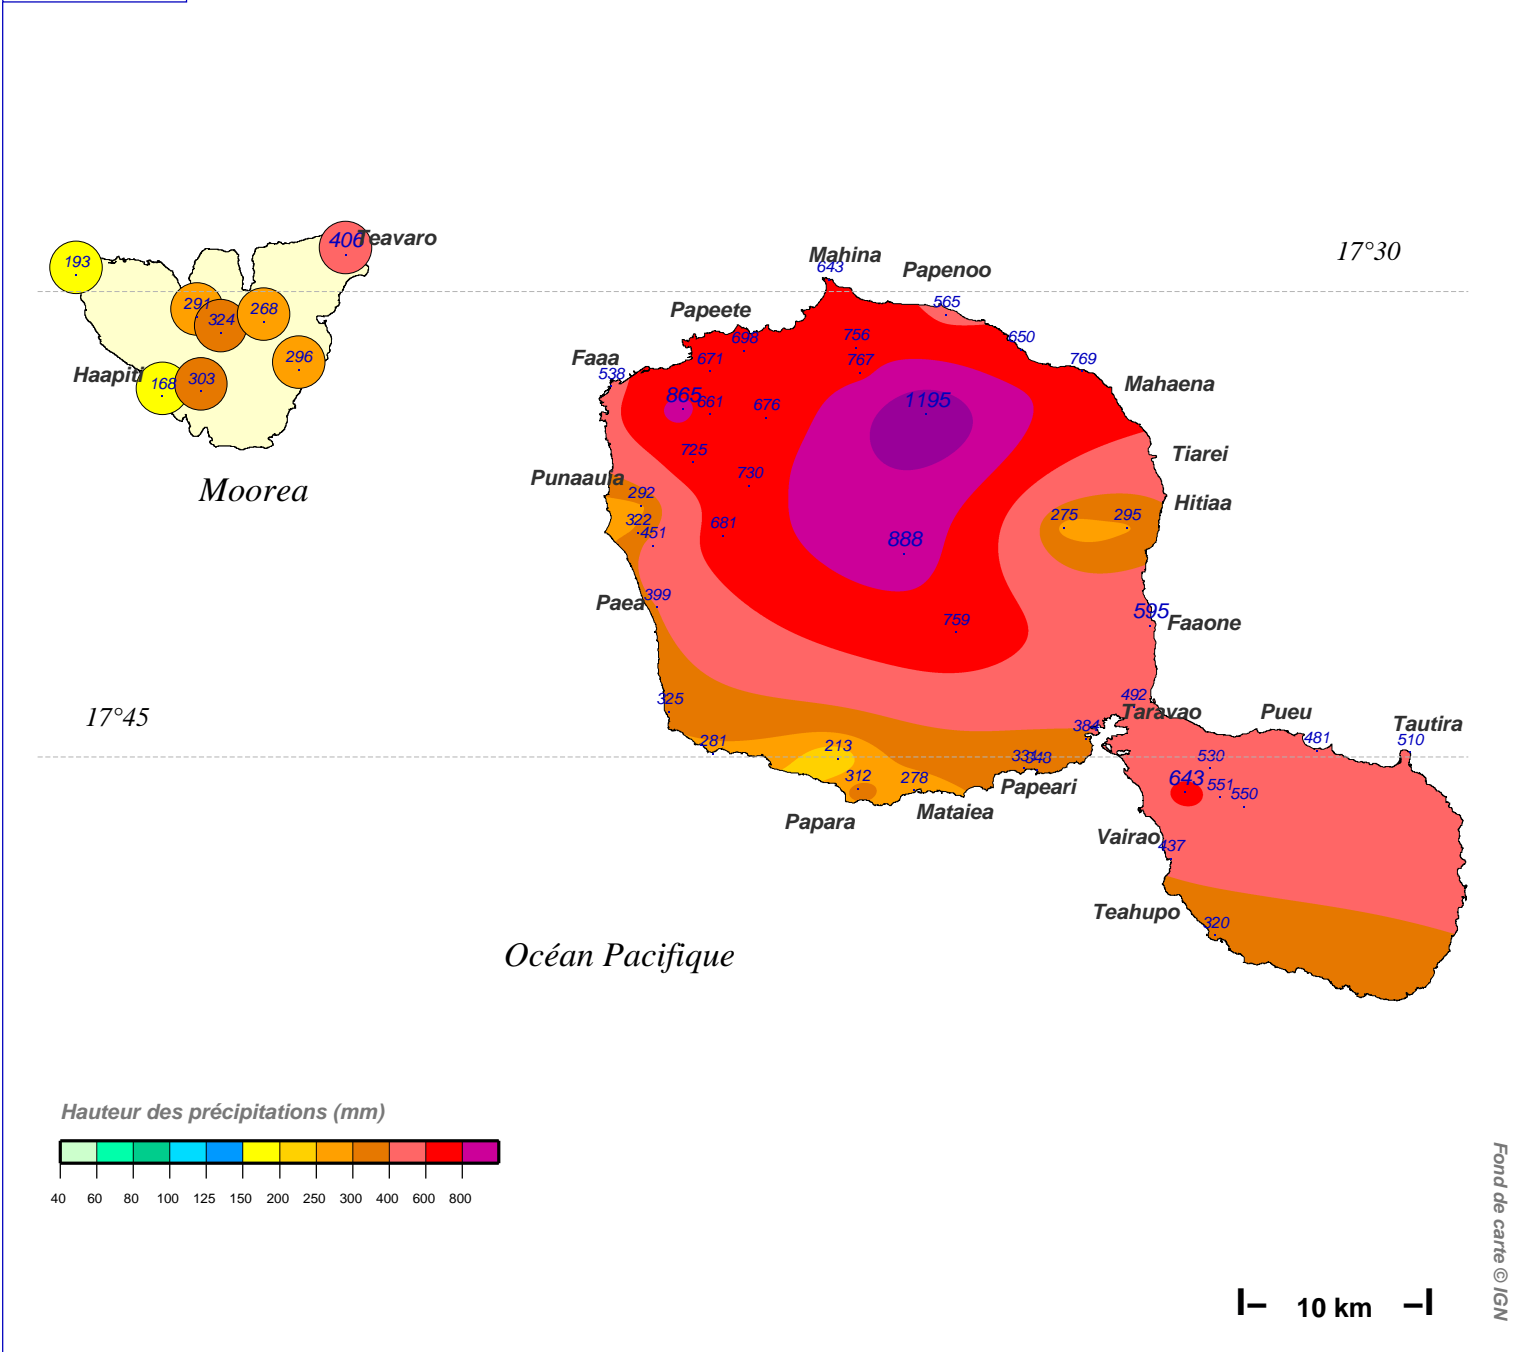 Teavaro
406
193
291
324
268
296
Haapiti
168
303
Moorea
17°30
Mahina
643
Papenoo
565
Papeete
698
756
767
650
769
Faaa
538
671
865
661
676
1195
Mahaena
Tiarei
725
730
Punaauia
292
322
451
681
888
275
295
Hitiaa
Paea
399
759
595
Faaone
325
281
213
312
278
331
348
384
492
Taravao
Papeari
Mataiea
Papara
17°45
Pueu
481
Tautira
510
530
643
551
550
Vairao
437
Teahupo
320
Océan Pacifique
Hauteur des précipitations (mm)
40 60 80 100 125 150 200 250 300 400 600 800
Fond de carte © IGN
10 km